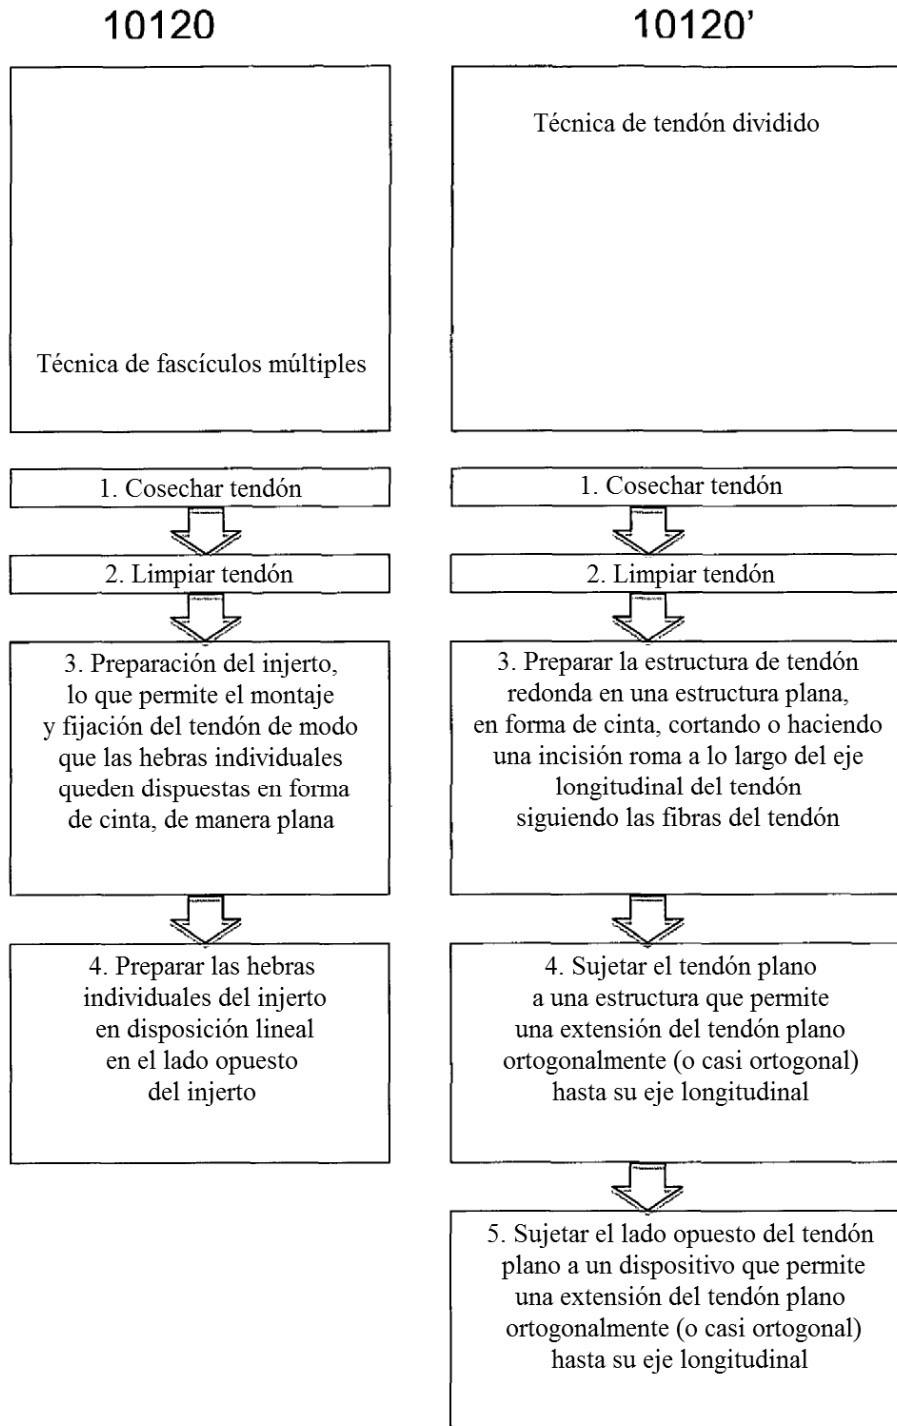 10120
Técnica de fascículos múltiples
1. Cosechar tendón
2. Limpiar tendón
3. Preparación del injerto,
lo que permite el montaje
y fijación del tendón de modo
que las hebras individuales
queden dispuestas en forma
de cinta, de manera plana
4. Preparar las hebras
individuales del injerto
en disposición lineal
en el lado opuesto
del injerto
10120’
Técnica de tendón dividido
1. Cosechar tendón
2. Limpiar tendón
3. Preparar la estructura de tendón
redonda en una estructura plana,
en forma de cinta, cortando o haciendo
una incisión roma a lo largo del eje
longitudinal del tendón
siguiendo las fibras del tendón
4. Sujetar el tendón plano
a una estructura que permite
una extensión del tendón plano
ortogonalmente (o casi ortogonal)
hasta su eje longitudinal
5. Sujetar el lado opuesto del tendón
plano a un dispositivo que permite
una extensión del tendón plano
ortogonalmente (o casi ortogonal)
hasta su eje longitudinal